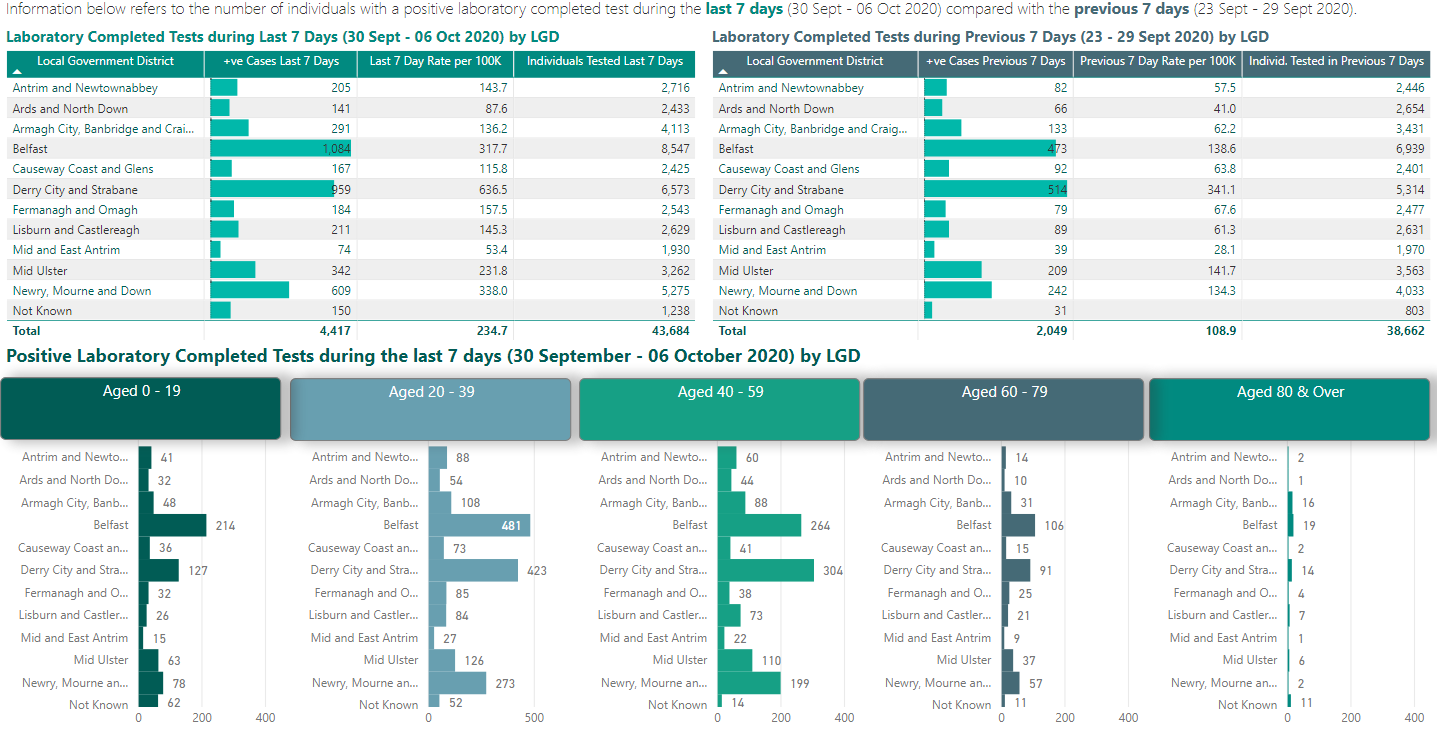 Information below refers to the number of individuals with a positive laboratory completed test during the last 7 days (30 Sept - 06 Oct 2020) compared with the previous 7 days (23 Sept - 29 Sept 2020).
Laboratory Completed Tests during Last 7 Days (30 Sept - 06 Oct 2020) by LGD
Local Government District +ve Cases Last 7 Days Last 7 Day Rate per 100K Individuals Tested Last 7 Days
Antrim and Newtownabbey 205 143.7 2,716
Ards and North Down 141 87.6 2,433
Armagh City, Banbridge and Crai... 291 136.2 4,113
Belfast 1,084 317.7 8,547
Causeway Coast and Glens 167 115.8 2,425
Derry City and Strabane 959 636.5 6,573
Fermanagh and Omagh 184 157.5 2,543
Lisburn and Castlereagh 211 145.3 2,629
Mid and East Antrim 74 53.4 1,930
Mid Ulster 342 231.8 3,262
Newry, Mourne and Down 609 338.0 5,275
Not Known 150 1,238
Total 4,417 234.7 43,684
Laboratory Completed Tests during Previous 7 Days (23 - 29 Sept 2020) by LGD
Local Government District +ve Cases Previous 7 Days Previous 7 Day Rate per 100K Individ. Tested in Previous 7 Days
Antrim and Newtownabbey 82 57.5 2,446
Ards and North Down 66 41.0 2,654
Armagh City, Banbridge and Craig... 133 62.2 3,431
Belfast 473 138.6 6,939
Causeway Coast and Glens 92 63.8 2,401
Derry City and Strabane 514 341.1 5,314
Fermanagh and Omagh 79 67.6 2,477
Lisburn and Castlereagh 89 61.3 2,631
Mid and East Antrim 39 28.1 1,970
Mid Ulster 209 141.7 3,563
Newry, Mourne and Down 242 134.3 4,033
Not Known 31 803
Total 2,049 108.9 38,662
Positive Laboratory Completed Tests during the last 7 days (30 September - 06 October 2020) by LGD
Aged 0 - 19
Antrim and Newto... 41
Ards and North Do... 32
Armagh City, Banb... 48
Belfast 214
Causeway Coast an... 36
Derry City and Stra... 127
Fermanagh and O... 32
Lisburn and Castler... 26
Mid and East Antrim 15
Mid Ulster 63
Newry, Mourne an... 78
Not Known 62
0 200 400
Aged 20 - 39
Antrim and Newto... 88
Ards and North Do... 54
Armagh City, Banb... 108
Belfast 481
Causeway Coast an... 73
Derry City and Stra... 423
Fermanagh and O... 85
Lisburn and Castler... 84
Mid and East Antrim 27
Mid Ulster 126
Newry, Mourne an... 273
Not Known 52
0 500
Aged 40 - 59
Antrim and Newto... 60
Ards and North Do... 44
Armagh City, Banb... 88
Belfast 264
Causeway Coast an... 41
Derry City and Stra... 304
Fermanagh and O... 38
Lisburn and Castler... 73
Mid and East Antrim 22
Mid Ulster 110
Newry, Mourne an... 199
Not Known 14
0 200 400
Aged 60 - 79
Antrim and Newto... 14
Ards and North Do... 10
Armagh City, Banb... 31
Belfast 106
Causeway Coast an... 15
Derry City and Stra... 91
Fermanagh and O... 25
Lisburn and Castler... 21
Mid and East Antrim 9
Mid Ulster 37
Newry, Mourne an... 57
Not Known 11
0 200 400
Aged 80 & Over
Antrim and Newto... 2
Ards and North Do... 1
Armagh City, Banb... 16
Belfast 19
Causeway Coast an... 2
Derry City and Stra... 14
Fermanagh and O... 4
Lisburn and Castler... 7
Mid and East Antrim 1
Mid Ulster 6
Newry, Mourne an... 2
Not Known 11
0 200 400